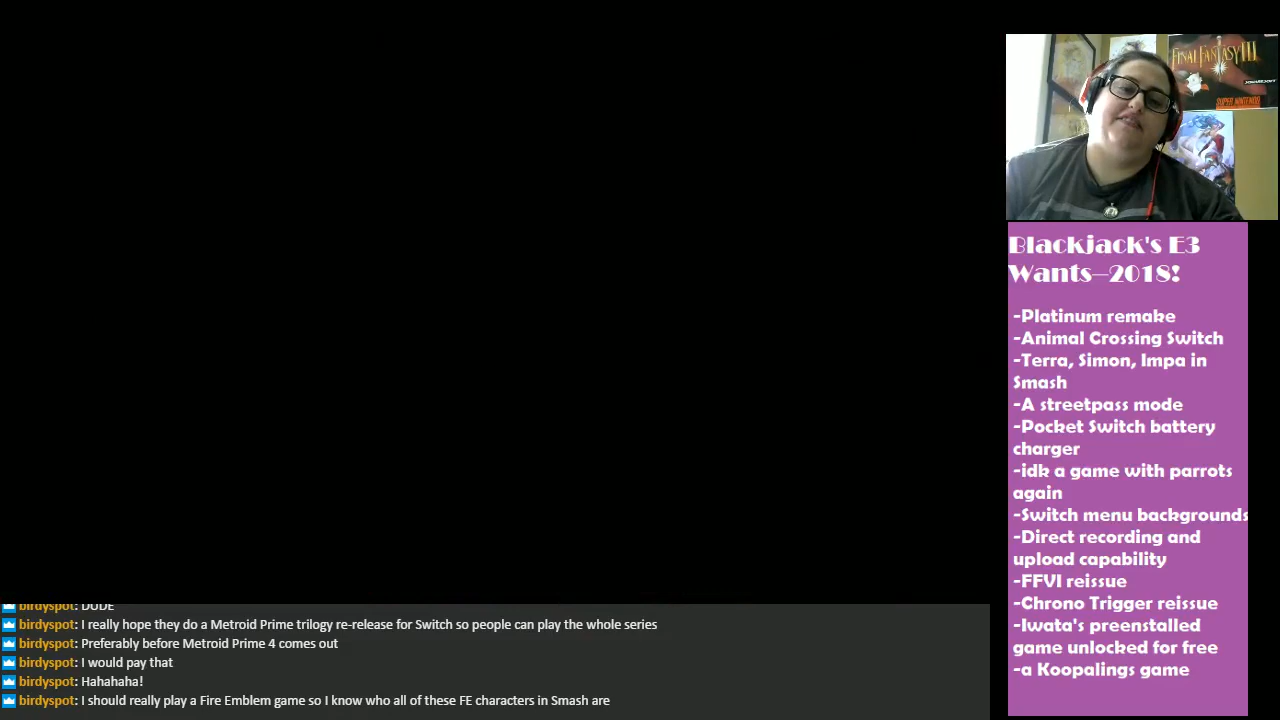 FINAL FANTASY III
SUPER NINTENDO
Blackjack's E3
Wants—2018!
-Platinum remake
-Animal Crossing Switch
-Terra, Simon, Impa in
Smash
-A streetpass mode
-Pocket Switch battery
charger
-idk a game with parrots
again
-Switch menu backgrounds
-Direct recording and
upload capability
-FFVI reissue
-Chrono Trigger reissue
-Iwata's preenstalled
game unlocked for free
-a Koopalings game
birdyspot: DUDE
birdyspot: I really hope they do a Metroid Prime trilogy re-release for Switch so people can play the whole series
birdyspot: Preferably before Metroid Prime 4 comes out
birdyspot: I would pay that
birdyspot: Hahahaha!
birdyspot: I should really play a Fire Emblem game so I know who all of these FE characters in Smash are